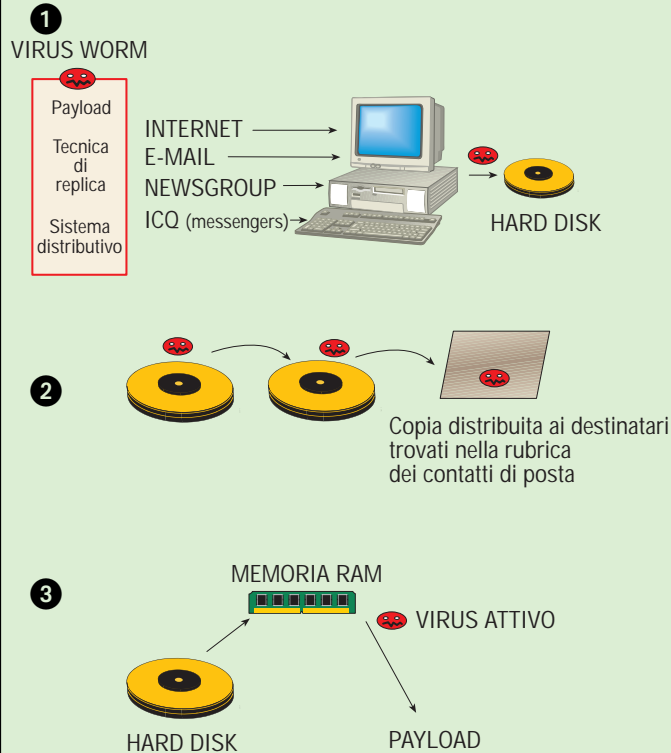 1
VIRUS WORM
Payload
Tecnica
di
replica
Sistema
distributivo
INTERNET
E-MAIL
NEWSGROUP
ICQ (messengers)
HARD DISK
2
Copia distribuita ai destinatari
trovati nella rubrica
dei contatti di posta
3
MEMORIA RAM
VIRUS ATTIVO
HARD DISK
PAYLOAD